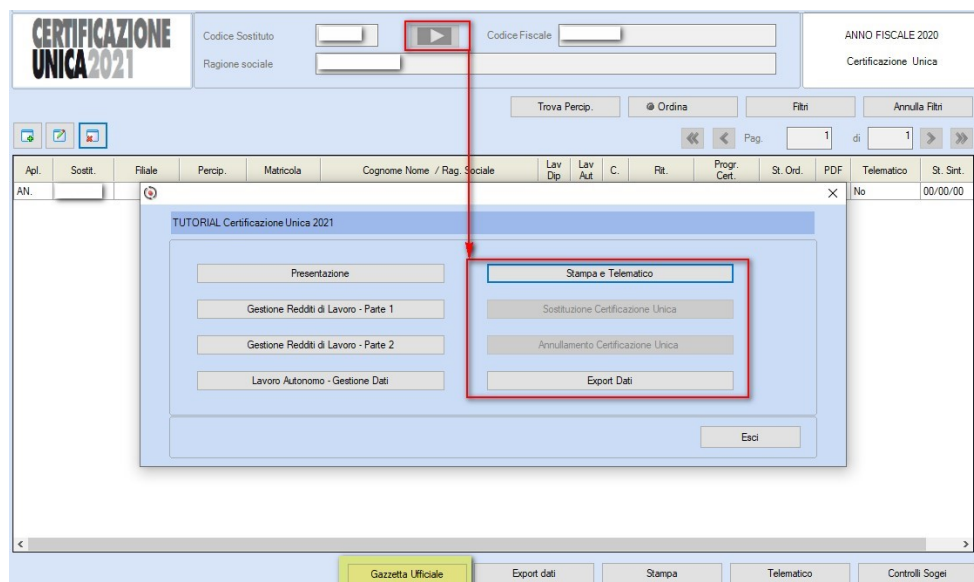 CERTIFICAZIONE
UNICA2021
Codice Sostituto
Codice Fiscale
Ragione sociale
ANNO FISCALE 2020
Certificazione Unica
Trova Percip.
Ordina
Filtri
Annulla Filtri
Pag. 1 di 1
Apl. Sostit. Filiale Percip. Matricola Cognome Nome / Rag. Sociale Lav Dip Lav Aut C. Rit. Progr. Cert. St. Ord. PDF Telematico St. Sint.
AN. No 00/00/00
TUTORIAL Certificazione Unica 2021
Presentazione
Stampa e Telematico
Gestione Redditi di Lavoro - Parte 1
Sostituzione Certificazione Unica
Gestione Redditi di Lavoro - Parte 2
Annullamento Certificazione Unica
Lavoro Autonomo - Gestione Dati
Export Dati
Esci
Gazzetta Ufficiale
Export dati
Stampa
Telematico
Controlli Sogei